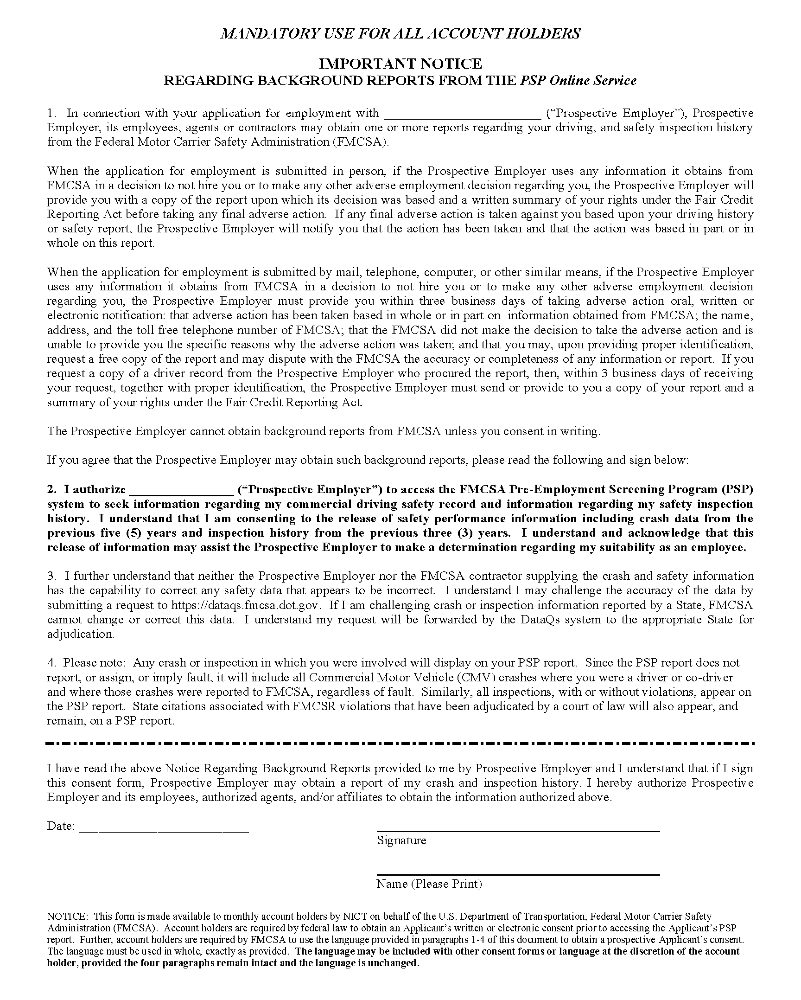 MANDATORY USE FOR ALL ACCOUNT HOLDERS
IMPORTANT NOTICE
REGARDING BACKGROUND REPORTS FROM THE PSP Online Service
1. In connection with your application for employment with ______________________ (“Prospective Employer”), Prospective
Employer, its employees, agents or contractors may obtain one or more reports regarding your driving, and safety inspection history
from the Federal Motor Carrier Safety Administration (FMCSA).
When the application for employment is submitted in person, if the Prospective Employer uses any information it obtains from
FMCSA in a decision to not hire you or to make any other adverse employment decision regarding you, the Prospective Employer will
provide you with a copy of the report upon which its decision was based and a written summary of your rights under the Fair Credit
Reporting Act before taking any final adverse action. If any final adverse action is taken against you based upon your driving history
or safety report, the Prospective Employer will notify you that the action has been taken and that the action was based in part or in
whole on this report.
When the application for employment is submitted by mail, telephone, computer, or other similar means, if the Prospective Employer
uses any information it obtains from FMCSA in a decision to not hire you or to make any other adverse employment decision
regarding you, the Prospective Employer must provide you within three business days of taking adverse action oral, written or
electronic notification: that adverse action has been taken based in whole or in part on information obtained from FMCSA; the name,
address, and the toll free telephone number of FMCSA; that the FMCSA did not make the decision to take the adverse action and is
unable to provide you the specific reasons why the adverse action was taken; and that you may, upon providing proper identification,
request a free copy of the report and may dispute with the FMCSA the accuracy or completeness of any information or report. If you
request a copy of a driver record from the Prospective Employer who procured the report, then, within 3 business days of receiving
your request, together with proper identification, the Prospective Employer must send or provide to you a copy of your report and a
summary of your rights under the Fair Credit Reporting Act.
The Prospective Employer cannot obtain background reports from FMCSA unless you consent in writing.
If you agree that the Prospective Employer may obtain such background reports, please read the following and sign below:
2. I authorize _______________ (“Prospective Employer”) to access the FMCSA Pre-Employment Screening Program (PSP)
system to seek information regarding my commercial driving safety record and information regarding my safety inspection
history. I understand that I am consenting to the release of safety performance information including crash data from the
previous five (5) years and inspection history from the previous three (3) years. I understand and acknowledge that this
release of information may assist the Prospective Employer to make a determination regarding my suitability as an employee.
3. I further understand that neither the Prospective Employer nor the FMCSA contractor supplying the crash and safety information
has the capability to correct any safety data that appears to be incorrect. I understand I may challenge the accuracy of the data by
submitting a request to https://dataqs.fmcsa.dot.gov. If I am challenging crash or inspection information reported by a State, FMCSA
cannot change or correct this data. I understand my request will be forwarded by the DataQs system to the appropriate State for
adjudication.
4. Please note: Any crash or inspection in which you were involved will display on your PSP report. Since the PSP report does not
report, or assign, or imply fault, it will include all Commercial Motor Vehicle (CMV) crashes where you were a driver or co-driver
and where those crashes were reported to FMCSA, regardless of fault. Similarly, all inspections, with or without violations, appear on
the PSP report. State citations associated with FMCSR violations that have been adjudicated by a court of law will also appear, and
remain, on a PSP report.
I have read the above Notice Regarding Background Reports provided to me by Prospective Employer and I understand that if I sign
this consent form, Prospective Employer may obtain a report of my crash and inspection history. I hereby authorize Prospective
Employer and its employees, authorized agents, and/or affiliates to obtain the information authorized above.
Date: __________________________
Signature
Name (Please Print)
NOTICE: This form is made available to monthly account holders by NICT on behalf of the U.S. Department of Transportation, Federal Motor Carrier Safety
Administration (FMCSA). Account holders are required by federal law to obtain an Applicant’s written or electronic consent prior to accessing the Applicant’s PSP
report. Further, account holders are required by FMCSA to use the language provided in paragraphs 1-4 of this document to obtain a prospective Applicant’s consent.
The language must be used in whole, exactly as provided. The language may be included with other consent forms or language at the discretion of the account
holder, provided the four paragraphs remain intact and the language is unchanged.